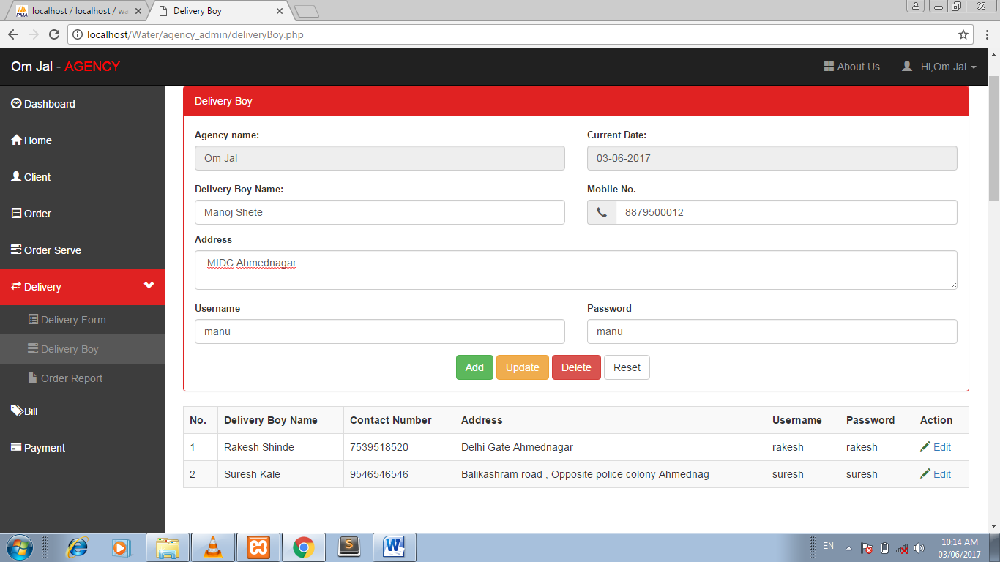 localhost / localhost / wa
Delivery Boy
localhost/Water/agency_admin/deliveryBoy.php
Om Jal - AGENCY
About Us
Hi,Om Jal
Dashboard
Home
Client
Order
Order Serve
Delivery
Delivery Form
Delivery Boy
Order Report
Bill
Payment
Delivery Boy
Agency name: Current Date:
Om Jal 03-06-2017
Delivery Boy Name: Mobile No.
Manoj Shete 8879500012
Address
MIDC Ahmednagar
Username Password
manu manu
Add Update Delete Reset
No. Delivery Boy Name Contact Number Address Username Password Action
1 Rakesh Shinde 7539518520 Delhi Gate Ahmednagar rakesh rakesh Edit
2 Suresh Kale 9546546546 Balikashram road , Opposite police colony Ahmednag suresh suresh Edit
EN
10:14 AM
03/06/2017